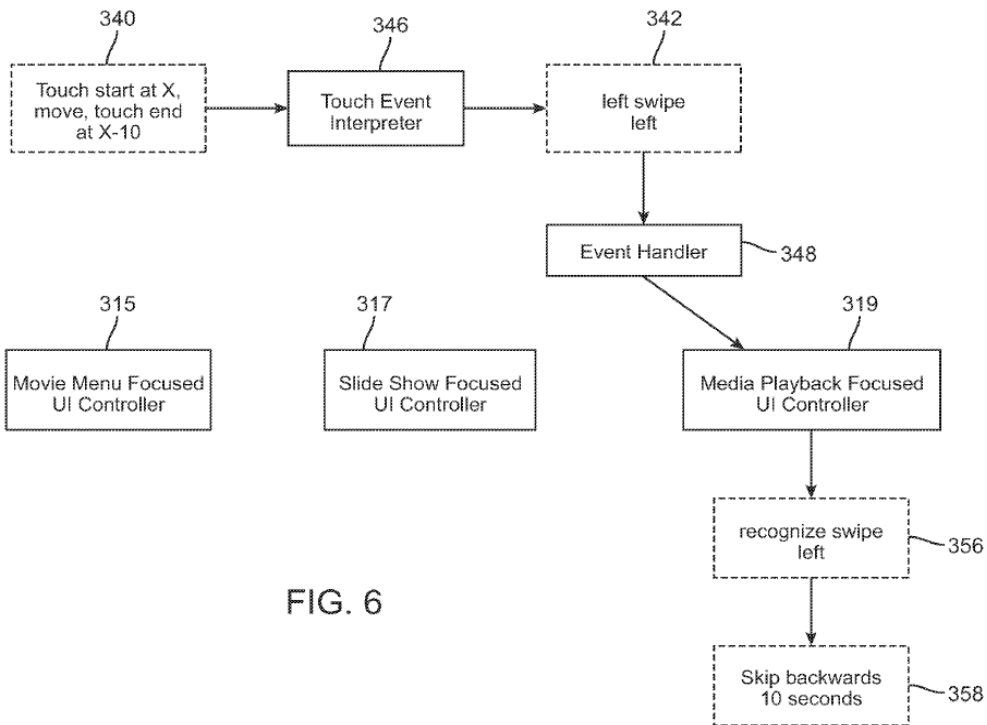 340
346
342
Touch start at X,
move, touch end
at X-10
Touch Event
Interpreter
left swipe
left
Event Handler
348
315
317
319
Movie Menu Focused
UI Controller
Slide Show Focused
UI Controller
Media Playback Focused
UI Controller
recognize swipe
left
356
FIG. 6
Skip backwards
10 seconds
358